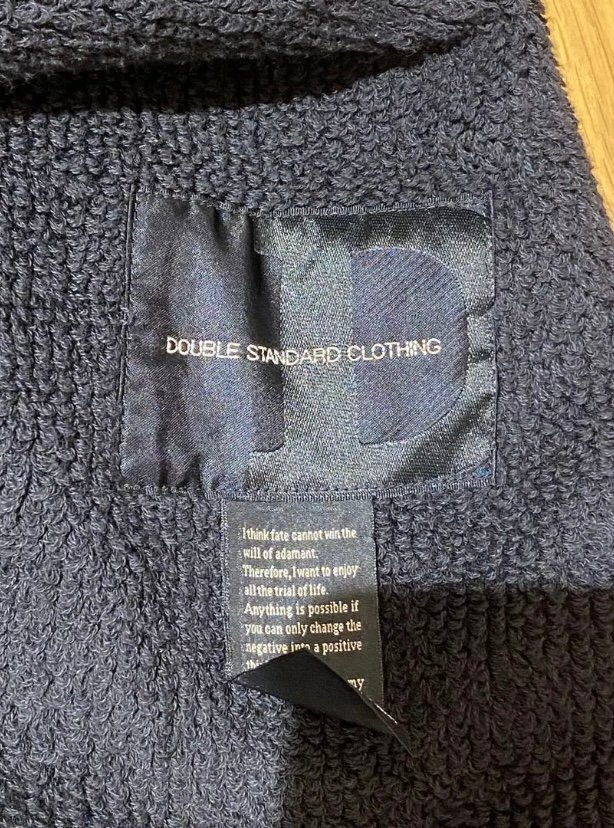 DOUBLE STANDARD CLOTHING
I think fate cannot win the
will of adamant.
Therefore, I want to enjoy
all the trial of life.
Anything is possible if
you can only change the
negative into a positive
my